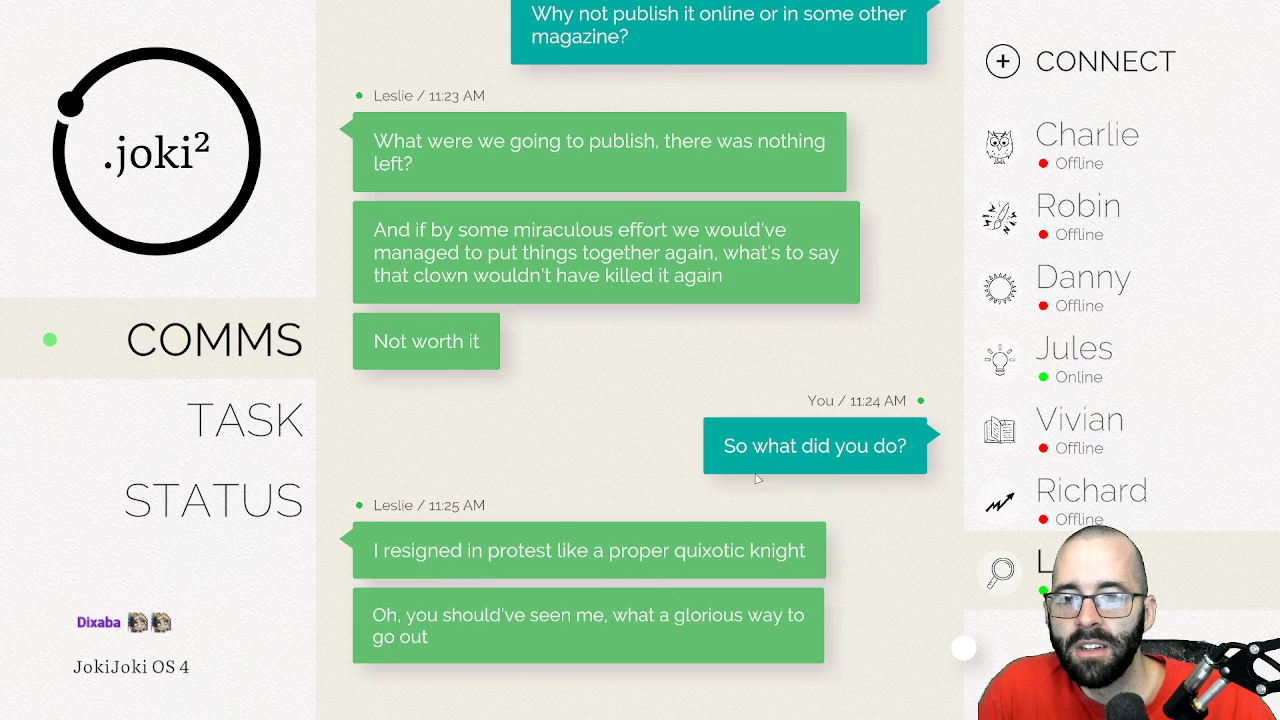 .joki²
COMMS
TASK
STATUS
Dixaba
JokiJoki OS 4
Why not publish it online or in some other
magazine?
Leslie / 11:23 AM
What were we going to publish, there was nothing
left?
And if by some miraculous effort we would've
managed to put things together again, what's to say
that clown wouldn't have killed it again
Not worth it
You / 11:24 AM
So what did you do?
Leslie / 11:25 AM
I resigned in protest like a proper quixotic knight
Oh, you should've seen me, what a glorious way to
go out
CONNECT
Charlie
Offline
Robin
Offline
Danny
Offline
Jules
Online
Vivian
Offline
Richard
Offline